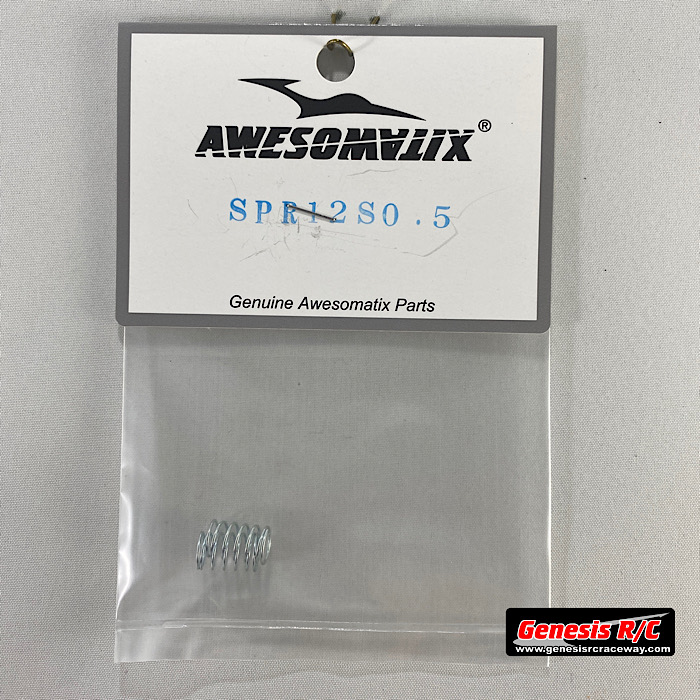 AWESOMATIX®
SPR12S0.5
Genuine Awesomatix Parts
Genesis R/C
www.genesisrcraceway.com